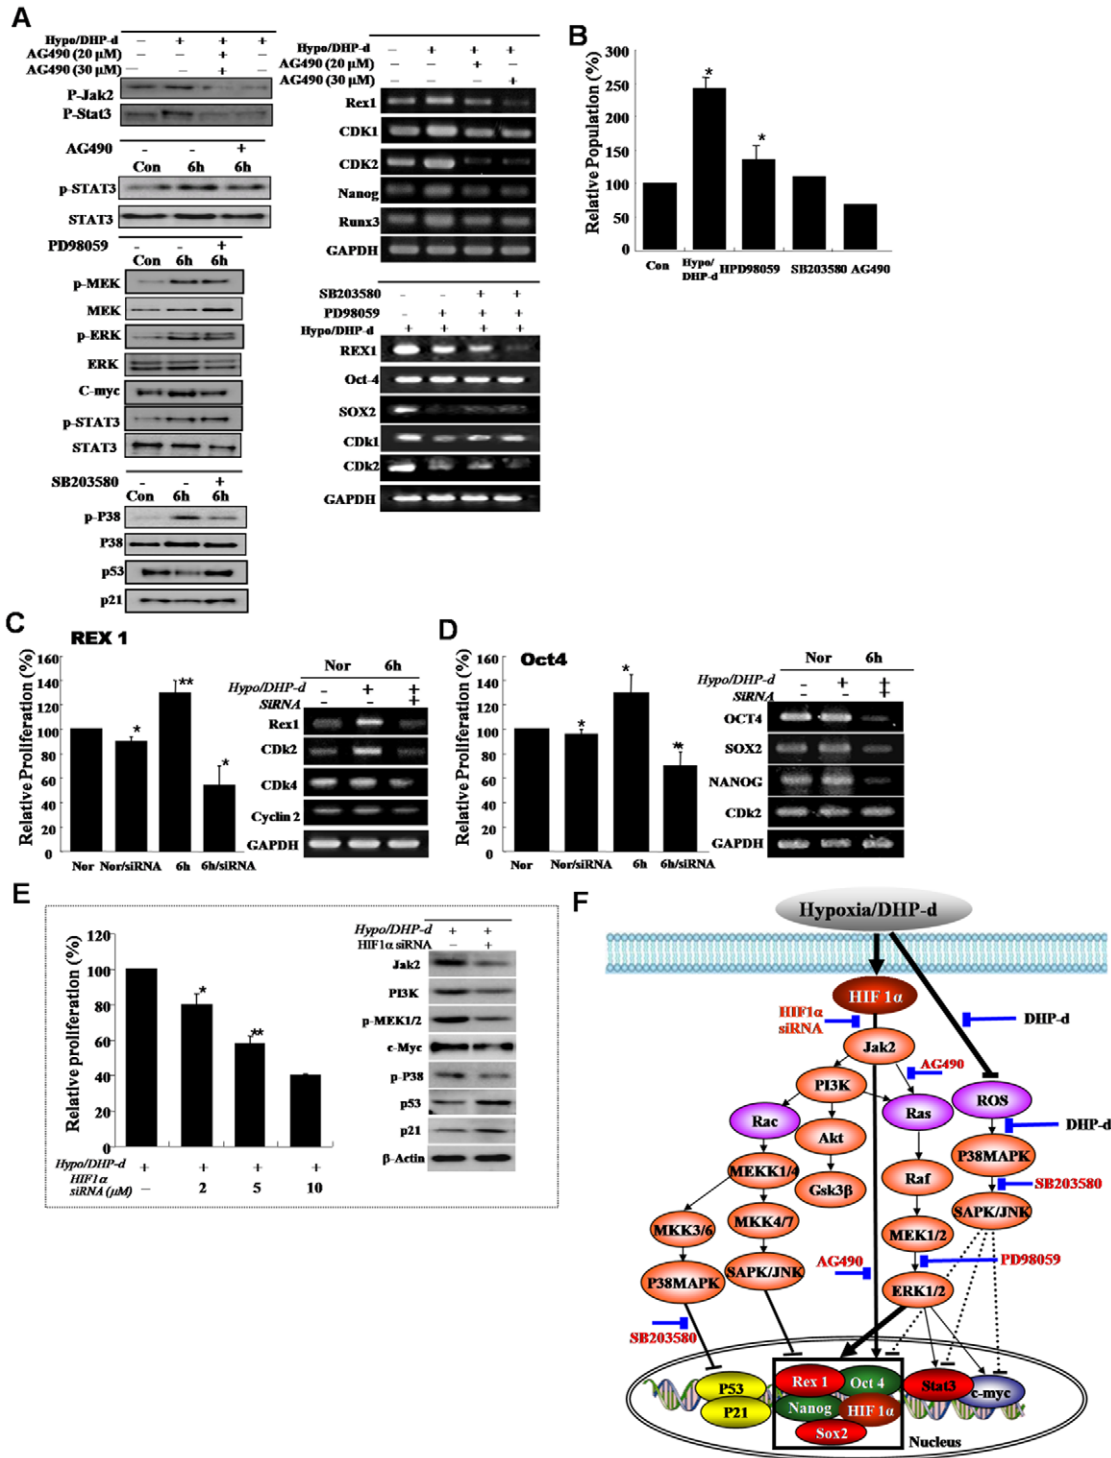 A
Hypo/DHP-d – + + +
AG490 (20 µM) – – + –
AG490 (30 µM) – – + –
P-Jak2
P-Stat3
AG490 – – +
Con 6h 6h
p-STAT3
STAT3
PD98059 – – +
Con 6h 6h
p-MEK
MEK
p-ERK
ERK
C-myc
p-STAT3
STAT3
SB203580 – – +
Con 6h 6h
p-P38
P38
p53
p21
Hypo/DHP-d – + + +
AG490 (20 µM) – – + –
AG490 (30 µM) – – – +
Rex1
CDK1
CDK2
Nanog
Runx3
GAPDH
SB203580 – – + +
PD98059 – + + +
Hypo/DHP-d + + + +
REX1
Oct-4
SOX2
CDk1
CDk2
GAPDH
B
Relative Population (%)
300
250
200
150
100
50
0
* *
Con Hypo/DHP-d HPD98059 SB203580 AG490
C
REX 1
Relative Proliferation (%)
160
140
120
100
80
60
40
20
0
* ** *
Nor Nor/siRNA 6h 6h/siRNA
Nor 6h
Hypo/DHP-d – + +
SiRNA – – +
Rex1
CDk2
CDk4
Cyclin 2
GAPDH
D
Oct4
Relative Proliferation (%)
160
140
120
100
80
60
40
20
0
* * **
Nor Nor/siRNA 6h 6h/siRNA
Nor 6h
Hypo/DHP-d – + +
SiRNA – – +
OCT4
SOX2
NANOG
CDk2
GAPDH
E
Relative proliferation (%)
120
100
80
60
40
20
0
* **
Hypo/DHP-d + + + +
HIF1α
siRNA (µM) – 2 5 10
Hypo/DHP-d + +
HIF1α siRNA – +
Jak2
PI3K
p-MEK1/2
c-Myc
p-P38
p53
p21
β-Actin
F
Hypoxia/DHP-d
HIF 1α
HIF1α
siRNA
DHP-d
Jak2
AG490
PI3K
ROS
Rac
Ras
DHP-d
Akt
P38MAPK
MEKK1/4
Raf
SB203580
Gsk3β
SAPK/JNK
MKK3/6
MKK4/7
MEK1/2
AG490
PD98059
P38MAPK
SAPK/JNK
ERK1/2
SB203580
P53
Rex 1
Oct 4
Stat3
c-myc
P21
Nanog
HIF 1α
Sox2
Nucleus